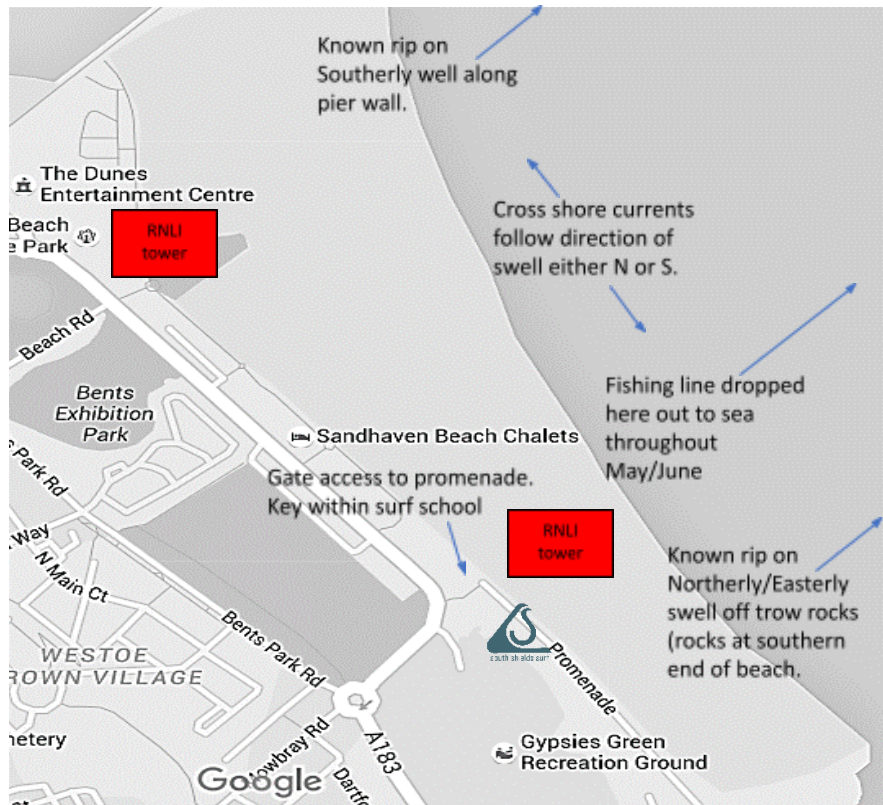 Known rip on
Southerly well along
pier wall.
The Dunes
Entertainment Centre
RNLI
tower
Beach
e Park
Cross shore currents
follow direction of
swell either N or S.
Beach Rd
Fishing line dropped
here out to sea
throughout
May/June
Bents
Exhibition
Park
Sandhaven Beach Chalets
Gate access to promenade.
Key within surf school
s Park Rd
RNLI
tower
Way
N Main Ct
Known rip on
Northerly/Easterly
swell off trow rocks
(rocks at southern
end of beach.
Bents Park Rd
south shields surf
Promenade
WESTOE
ROWN VILLAGE
metery
A183
Gypsies Green
Recreation Ground
Mowbray Rd
Google
Dartf